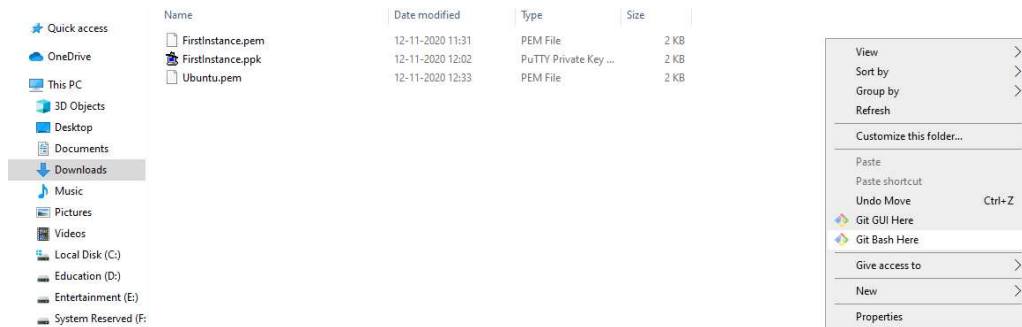 Quick access
OneDrive
This PC
3D Objects
Desktop
Documents
Downloads
Music
Pictures
Videos
Local Disk (C:)
Education (D:)
Entertainment (E:)
System Reserved (F:
Name Date modified Type Size
FirstInstance.pem 12-11-2020 11:31 PEM File 2 KB
FirstInstance.ppk 12-11-2020 12:02 PuTTY Private Key ... 2 KB
Ubuntu.pem 12-11-2020 12:33 PEM File 2 KB
View
Sort by
Group by
Refresh
Customize this folder...
Paste
Paste shortcut
Undo Move Ctrl+Z
Git GUI Here
Git Bash Here
Give access to
New
Properties